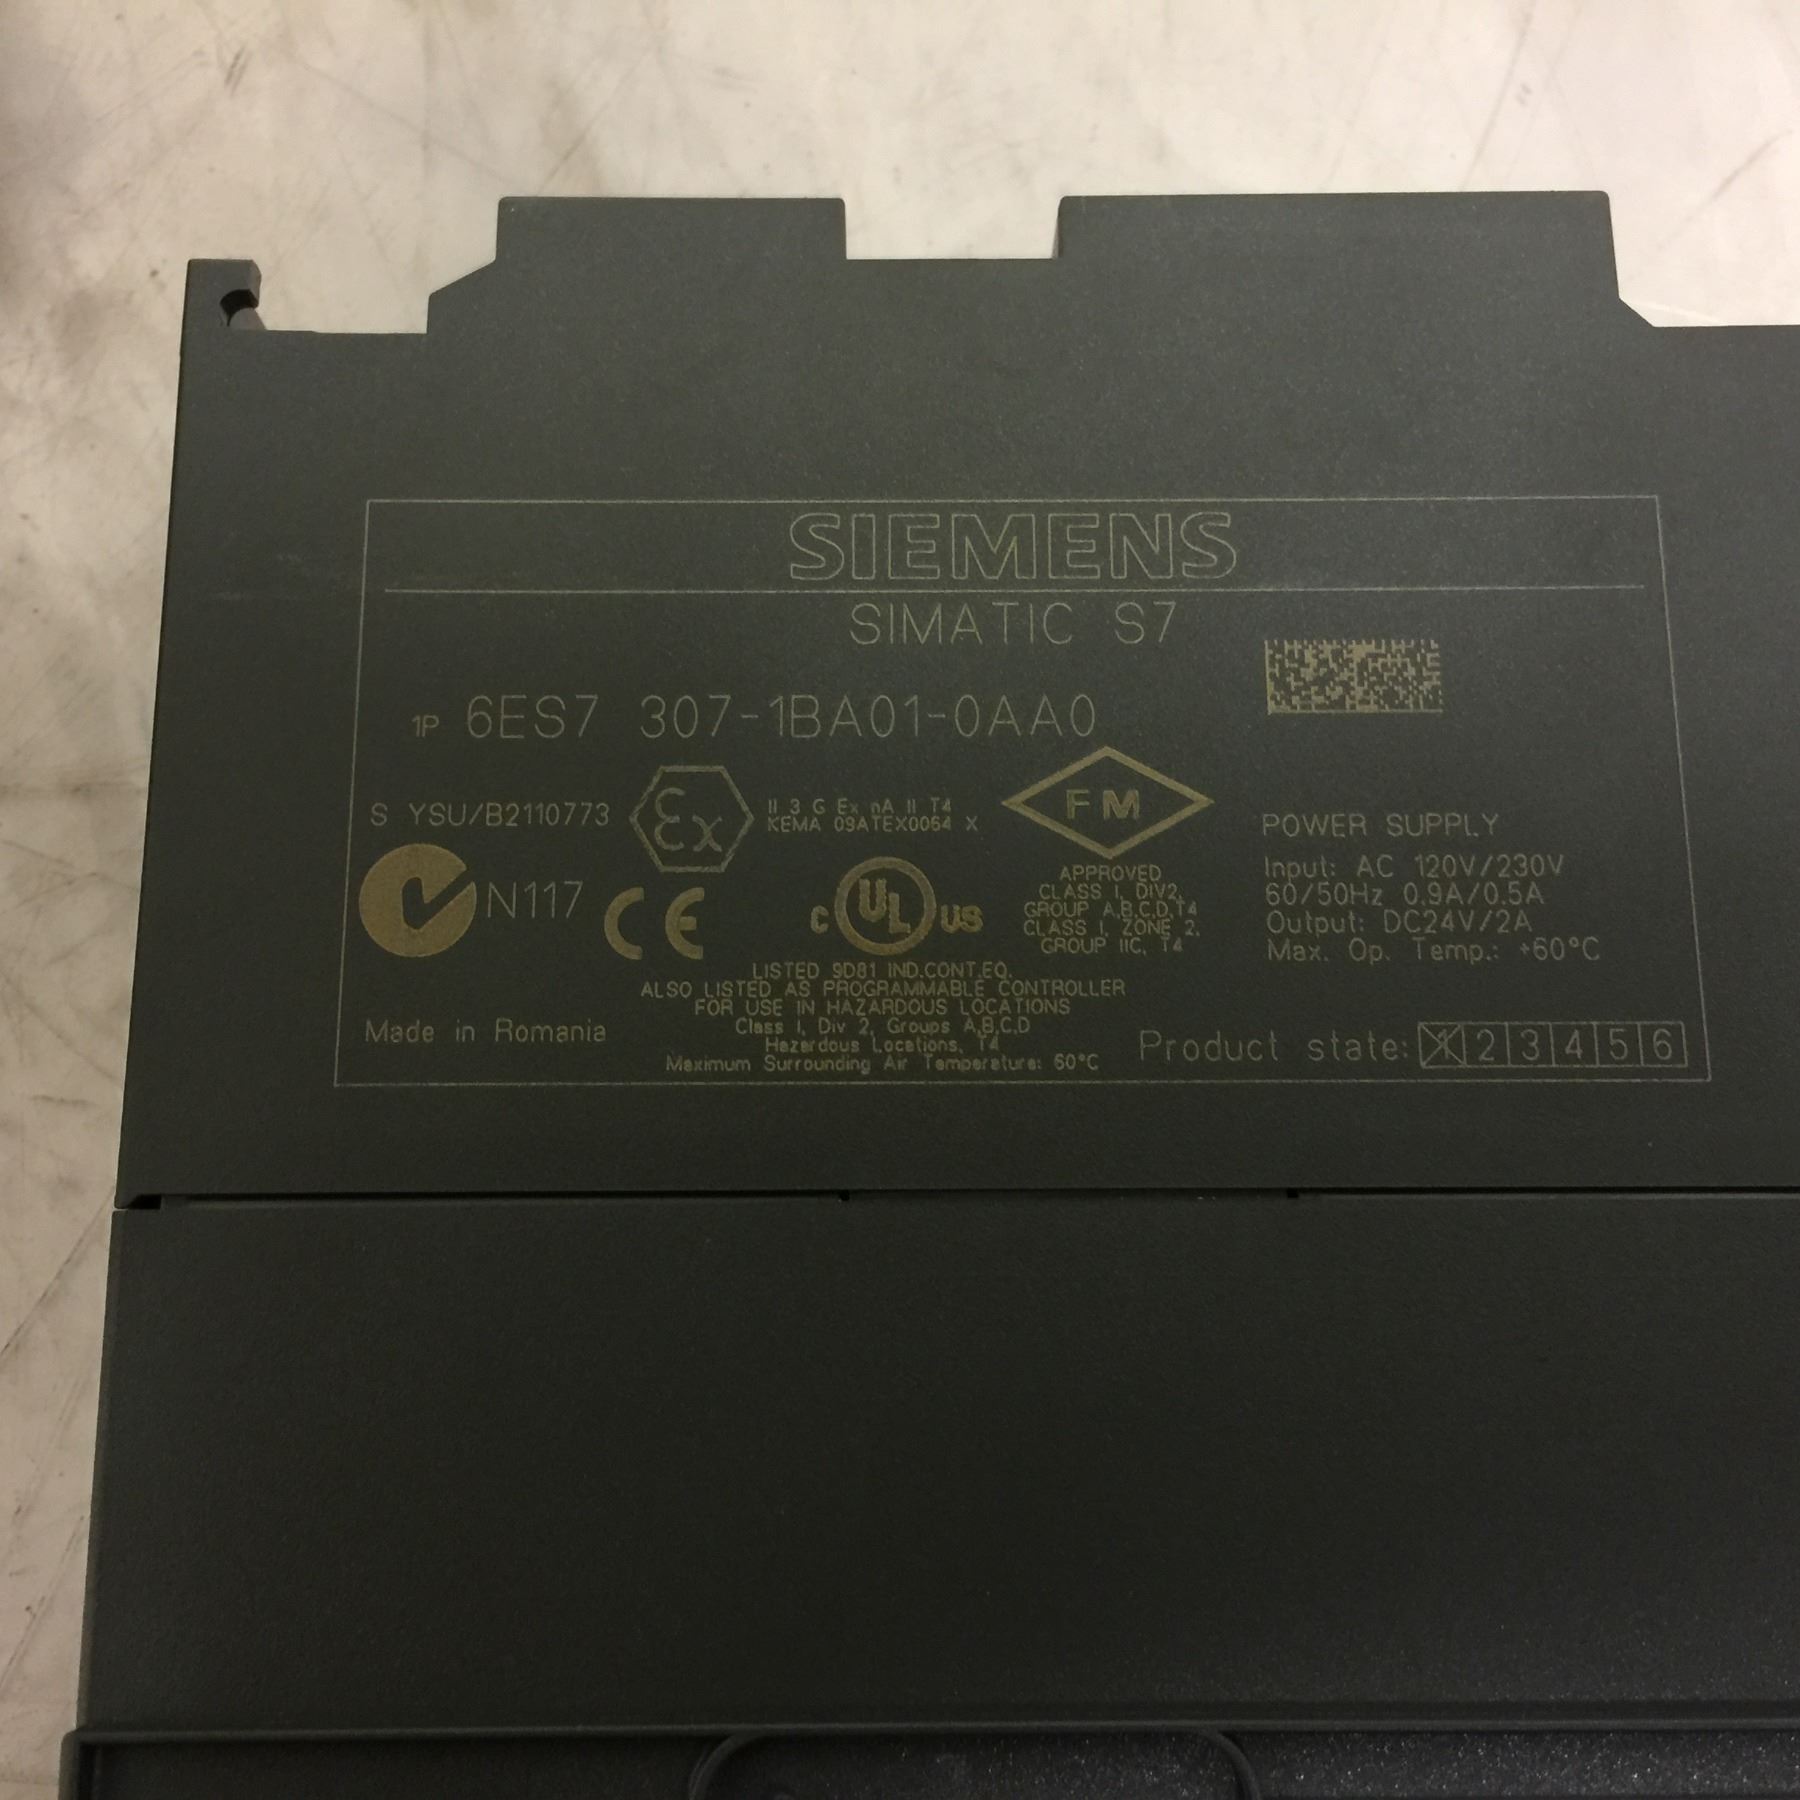 SIEMENS
SIMATIC S7
1P 6ES7 307-1BA01-0AA0
S YSU/B2110773
Ex
II 3 G Ex nA II T4
KEMA 09ATEX0064 X
FM
APPROVED
CLASS I, DIV2,
GROUP A,B,C,D,T4
CLASS I, ZONE 2,
GROUP IIC, T4
POWER SUPPLY
Input: AC 120V/230V
60/50Hz 0.9A/0.5A
Output: DC24V/2A
Max. Op. Temp.: +60°C
N117
CE
C UL US
LISTED 9D81 IND.CONT.EQ.
ALSO LISTED AS PROGRAMMABLE CONTROLLER
FOR USE IN HAZARDOUS LOCATIONS
Class I, Div 2, Groups A,B,C,D
Hazardous Locations, T4
Maximum Surrounding Air Temperature: 60°C
Made in Romania
Product state: 1 2 3 4 5 6